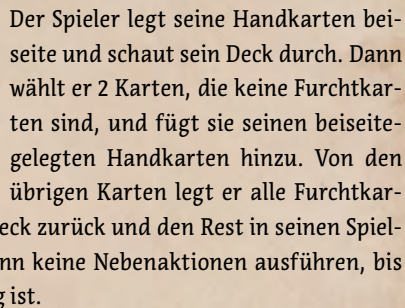 Der Spieler legt seine Handkarten bei-
seite und schaut sein Deck durch. Dann
wählt er 2 Karten, die keine Furchtkar-
ten sind, und fügt sie seinen beiseite-
gelegten Handkarten hinzu. Von den
übrigen Karten legt er alle Furchtkar-
zurück und den Rest in seinen Spiel-
keine Nebenaktionen ausführen, bis
ist.